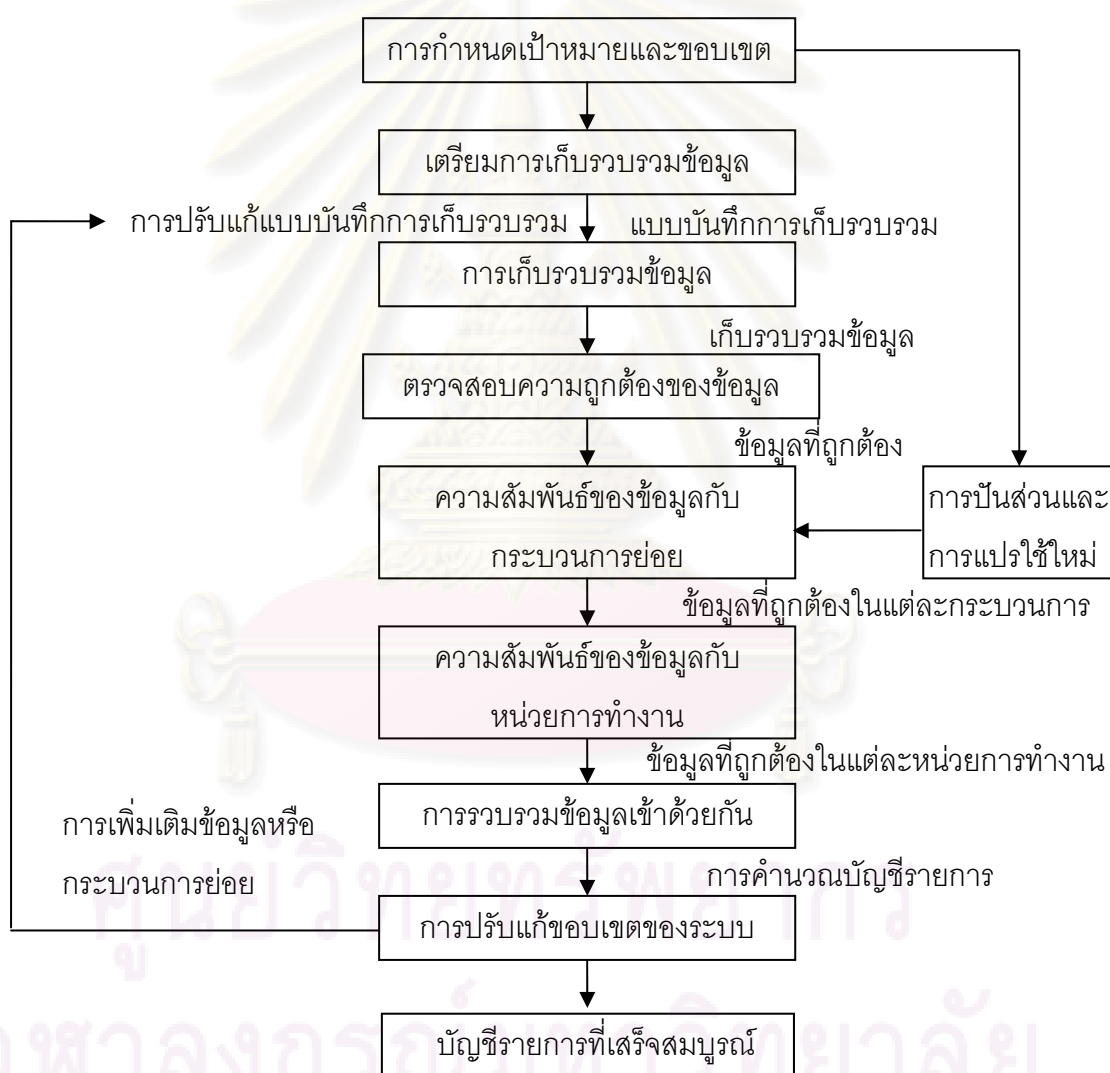 การกำหนดเป้าหมายและขอบเขต
เตรียมการเก็บรวบรวมข้อมูล
การปรับแก้แบบบันทึกการเก็บรวบรวม
แบบบันทึกการเก็บรวบรวม
การเก็บรวบรวมข้อมูล
เก็บรวบรวมข้อมูล
ตรวจสอบความถูกต้องของข้อมูล
ข้อมูลที่ถูกต้อง
ความสัมพันธ์ของข้อมูลกับ
กระบวนการย่อย
การปันส่วนและ
การแปรใช้ใหม่
ข้อมูลที่ถูกต้องในแต่ละกระบวนการ
ความสัมพันธ์ของข้อมูลกับ
หน่วยการทำงาน
ข้อมูลที่ถูกต้องในแต่ละหน่วยการทำงาน
การรวบรวมข้อมูลเข้าด้วยกัน
การเพิ่มเติมข้อมูลหรือ
กระบวนการย่อย
การคำนวณบัญชีรายการ
การปรับแก้ขอบเขตของระบบ
บัญชีรายการที่เสร็จสมบูรณ์
ศูนย์วิทยทรัพยากร